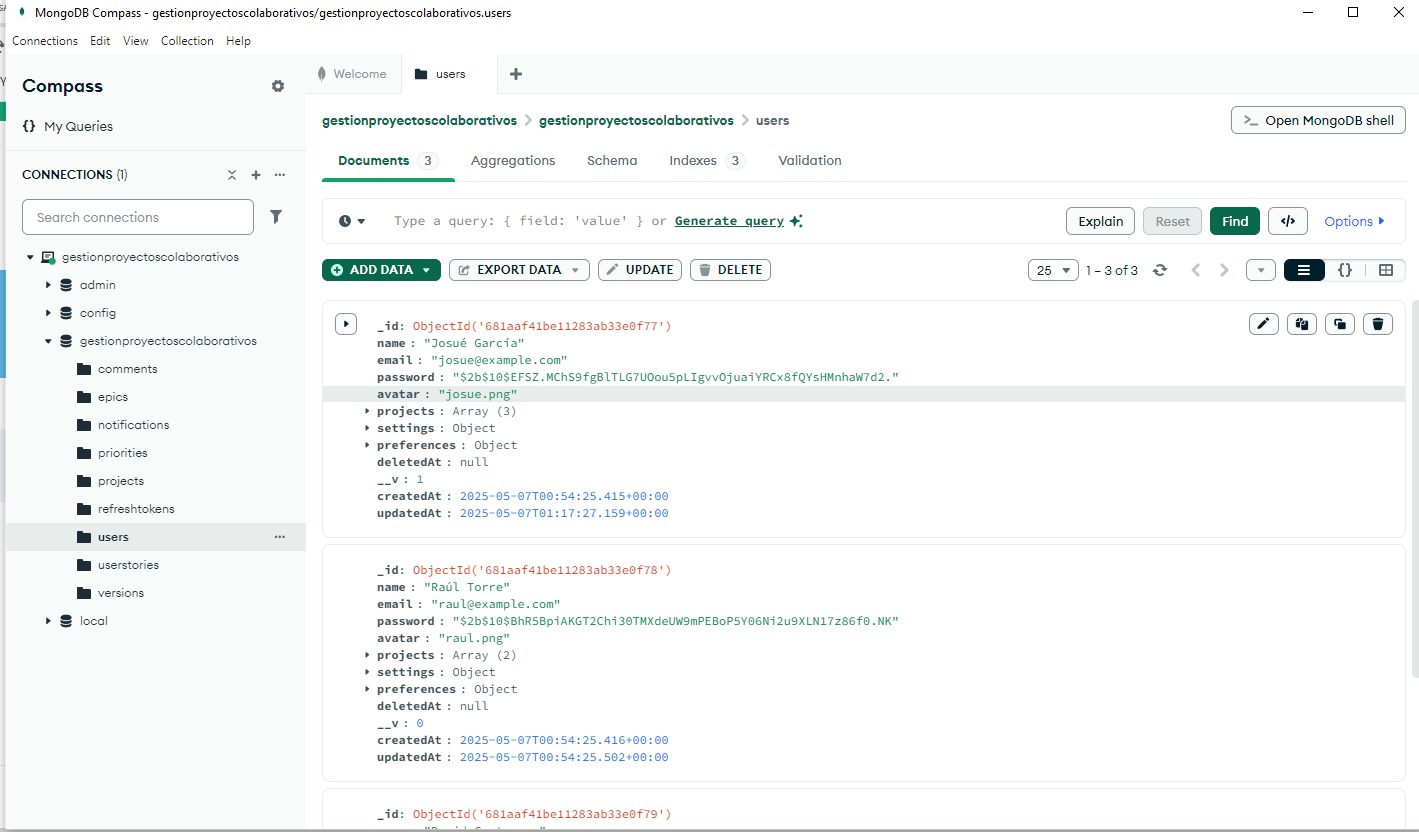 MongoDB Compass - gestionproyectoscolaborativos/gestionproyectoscolaborativos.users
Connections Edit View Collection Help
Compass
My Queries
CONNECTIONS (1)
Search connections
gestionproyectoscolaborativos
admin
config
gestionproyectoscolaborativos
comments
epics
notifications
priorities
projects
refreshtokens
users
userstories
versions
local
Welcome
users
gestionproyectoscolaborativos > gestionproyectoscolaborativos > users
>_ Open MongoDB shell
Documents 3 Aggregations Schema Indexes 3 Validation
Type a query: { field: 'value' } or Generate query
Explain Reset Find </> Options
ADD DATA EXPORT DATA UPDATE DELETE
25 1 – 3 of 3 {}
_id: ObjectId('681aaf41be11283ab33e0f77')
name : "Josué García"
email : "josue@example.com"
password : "$2b$10$EFSZ.MChS9fgBlTLG7UOou5pLIgvvOjuaiYRCx8fQYsHMnhaW7d2."
avatar : "josue.png"
projects : Array (3)
settings : Object
preferences : Object
deletedAt : null
__v : 1
createdAt : 2025-05-07T00:54:25.415+00:00
updatedAt : 2025-05-07T01:17:27.159+00:00
_id: ObjectId('681aaf41be11283ab33e0f78')
name : "Raúl Torre"
email : "raul@example.com"
password : "$2b$10$BhR5BpiAKGT2Chi30TMXdeUW9mPEBoP5Y06Ni2u9XLN17z86f0.NK"
avatar : "raul.png"
projects : Array (2)
settings : Object
preferences : Object
deletedAt : null
__v : 0
createdAt : 2025-05-07T00:54:25.416+00:00
updatedAt : 2025-05-07T00:54:25.502+00:00
_id: ObjectId('681aaf41be11283ab33e0f79')